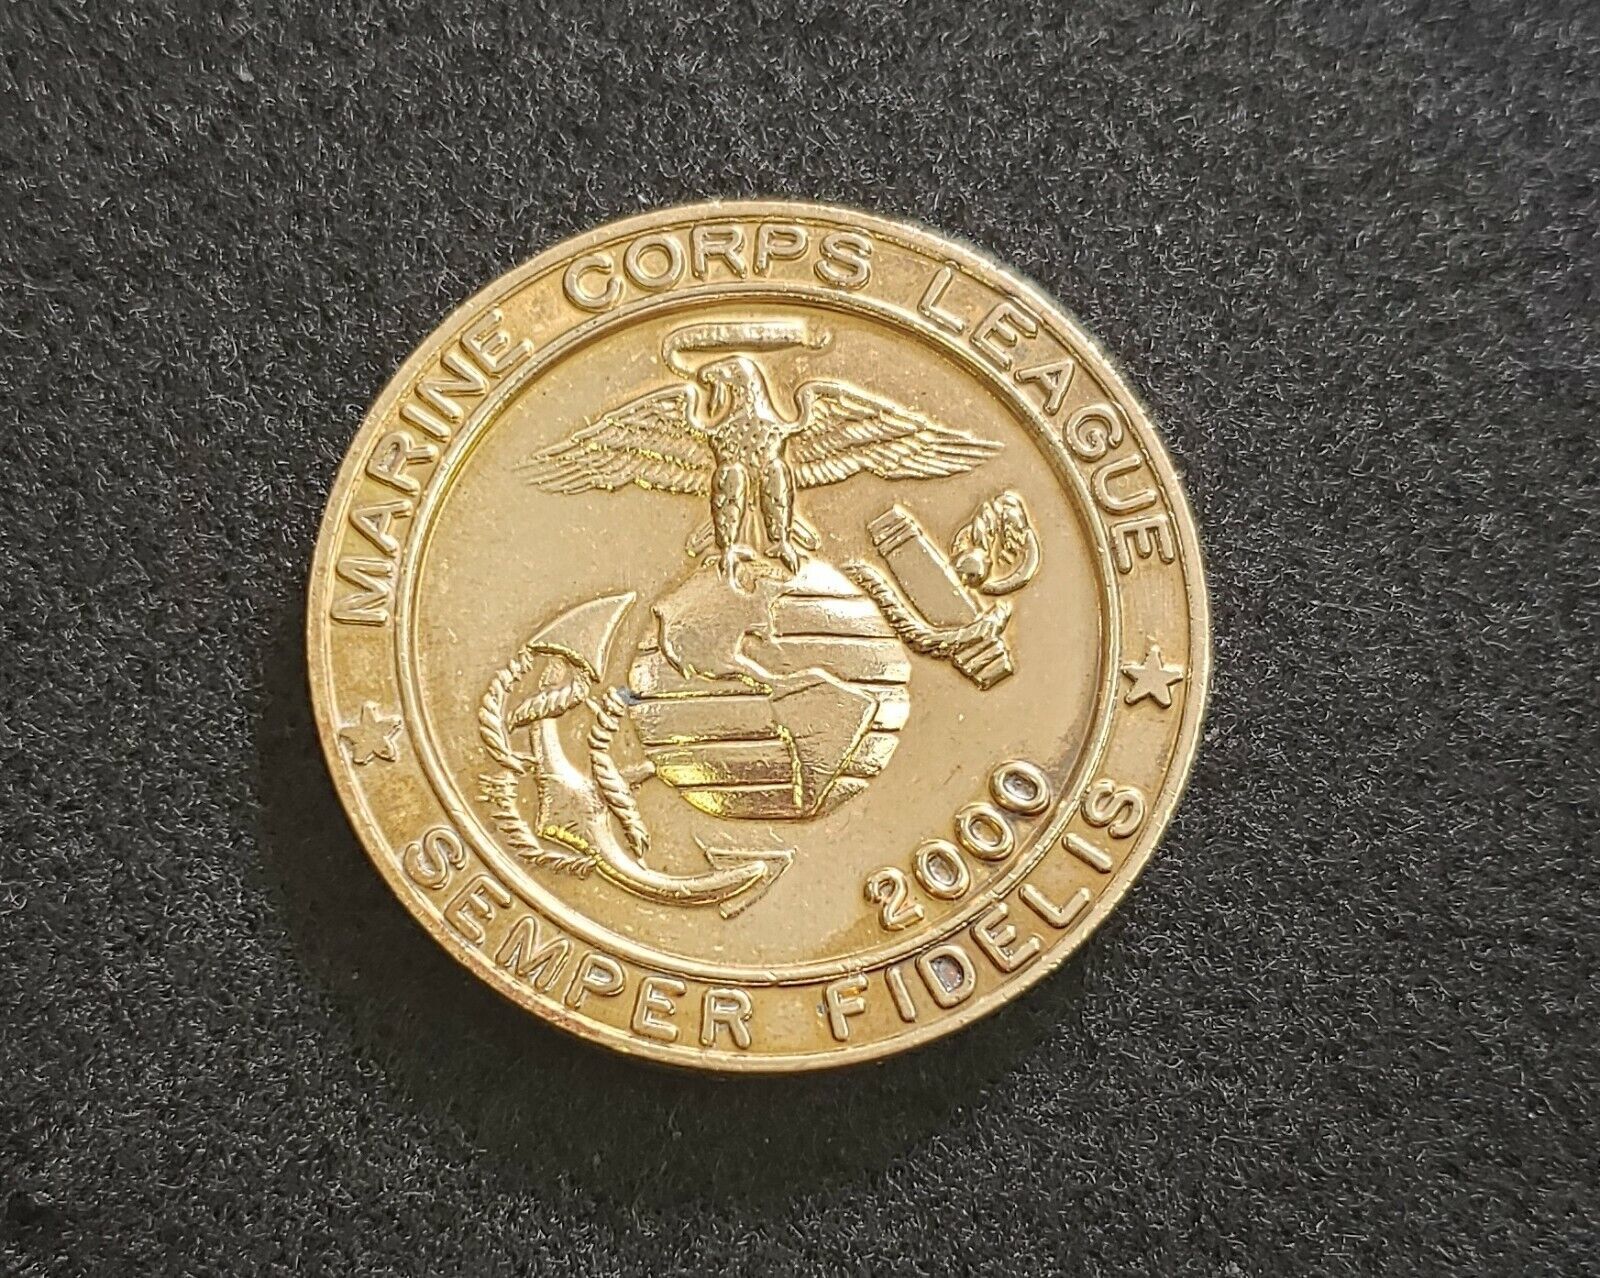 MARINE CORPS LEAGUE
2000
SEMPER FIDELIS